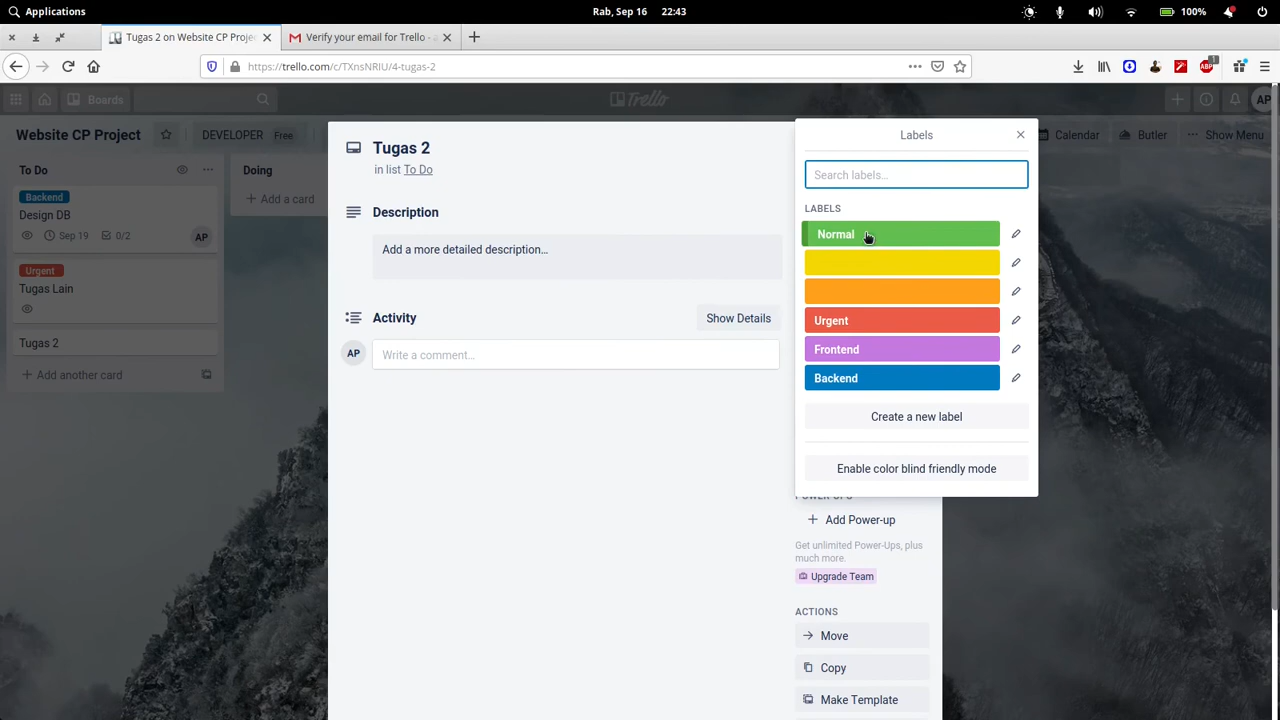 Applications
Rab, Sep 16 22:43
100%
Tugas 2 on Website CP Proje
Verify your email for Trello -
https://trello.com/c/TXnsNRIU/4-tugas-2
ABP
1
Boards
Trello
AP
Website CP Project
DEVELOPER
Free
Calendar
Butler
Show Menu
To Do
Backend
Design DB
Sep 19
0/2
AP
Urgent
Tugas Lain
Tugas 2
Add another card
Doing
Add a card
Tugas 2
in list To Do
Description
Add a more detailed description…
Activity
Show Details
AP
Write a comment…
Labels
Search labels…
LABELS
Normal
Urgent
Frontend
Backend
Create a new label
Enable color blind friendly mode
POWER-UPS
Add Power-up
Get unlimited Power-Ups, plus
much more.
Upgrade Team
ACTIONS
Move
Copy
Make Template